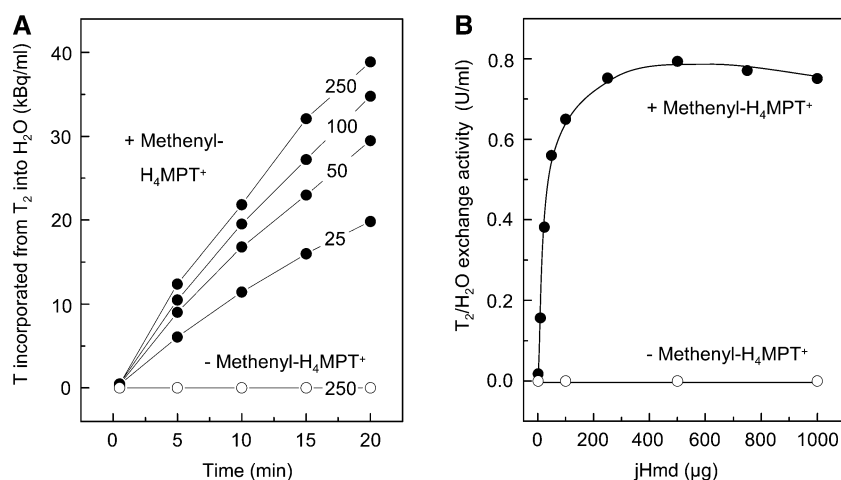 A
T incorporated from T₂ into H₂O (kBq/ml)
40
30
20
10
0
+ Methenyl-
H₄MPT⁺
250
100
50
25
- Methenyl-H₄MPT⁺
250
0
5
10
15
20
Time (min)
B
T₂/H₂O exchange activity (U/ml)
0.8
0.6
0.4
0.2
0.0
+ Methenyl-H₄MPT⁺
- Methenyl-H₄MPT⁺
0
200
400
600
800
1000
jHmd (µg)